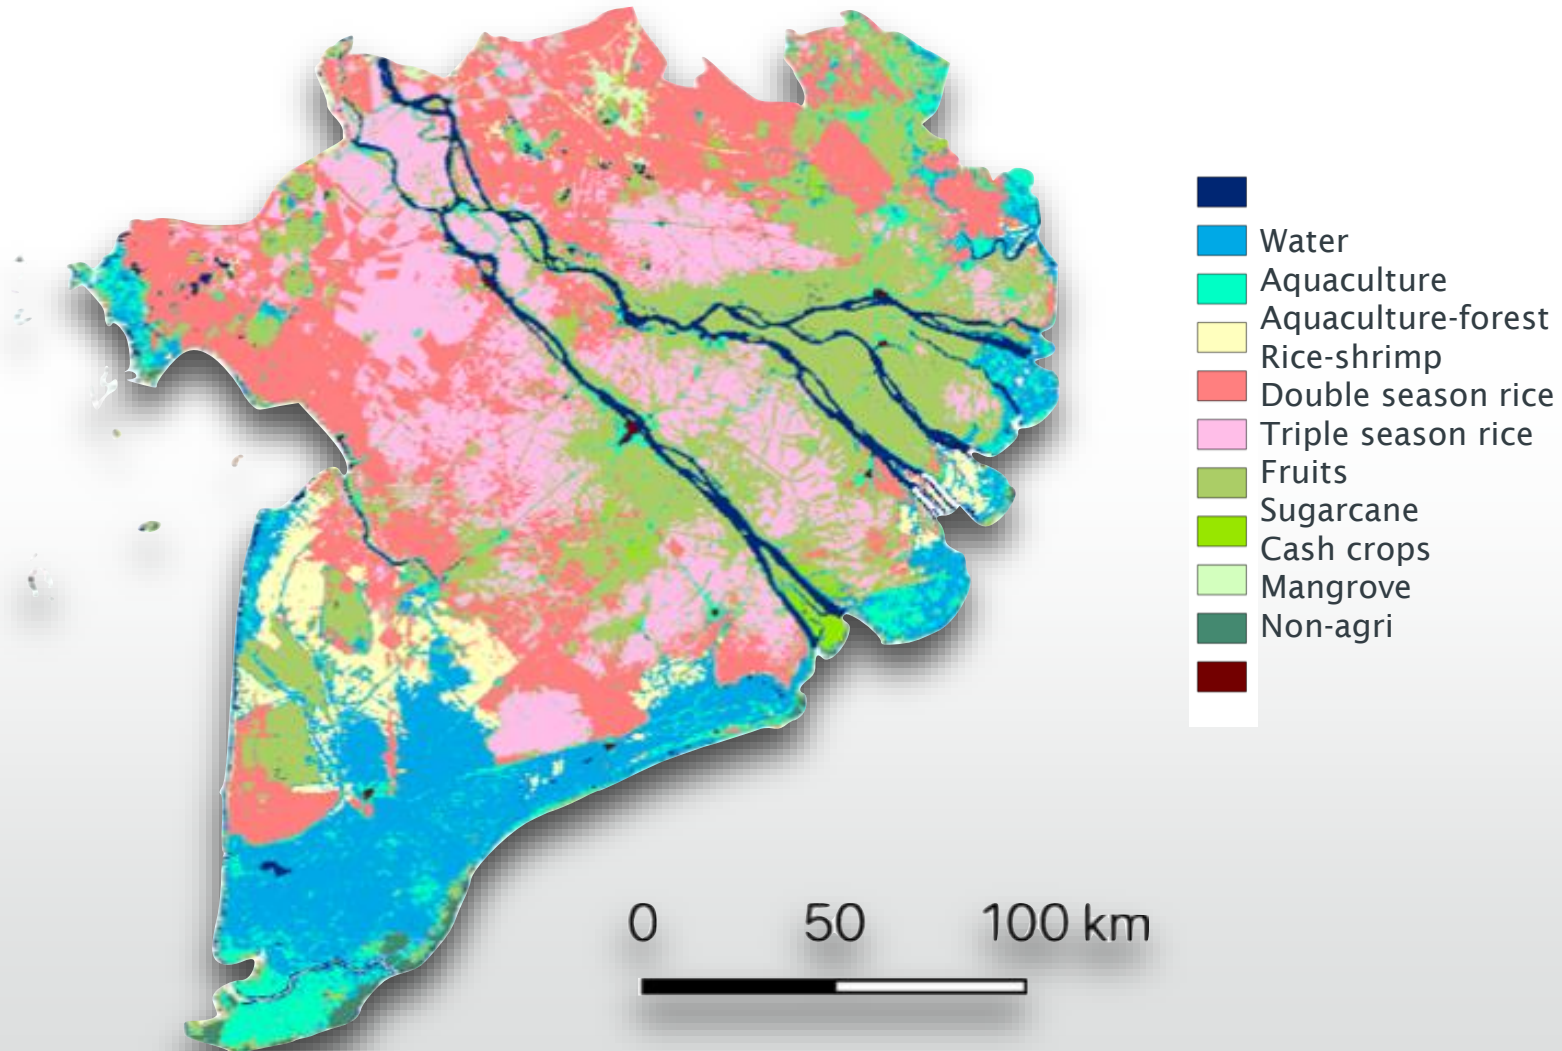 Water
Aquaculture
Aquaculture-forest
Rice-shrimp
Double season rice
Triple season rice
Fruits
Sugarcane
Cash crops
Mangrove
Non-agri
0 50 100 km